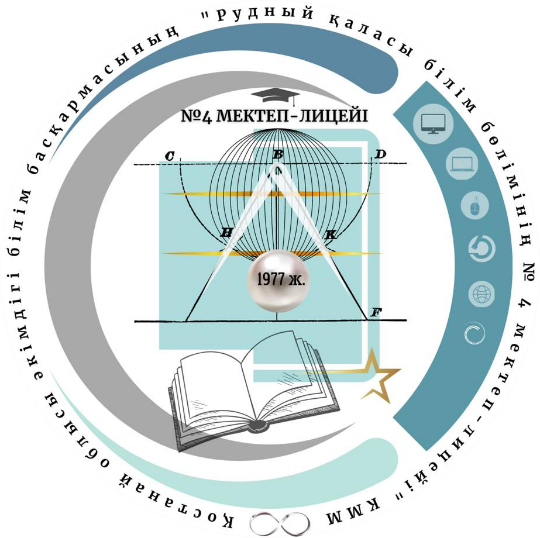 Қостанай облысы әкімдігі білім басқармасының "Рудный қаласы білім бөлімінің № 4 мектеп-лицейі" КММ
№4 МЕКТЕП-ЛИЦЕЙІ
C B D
H K
1977 ж.
F